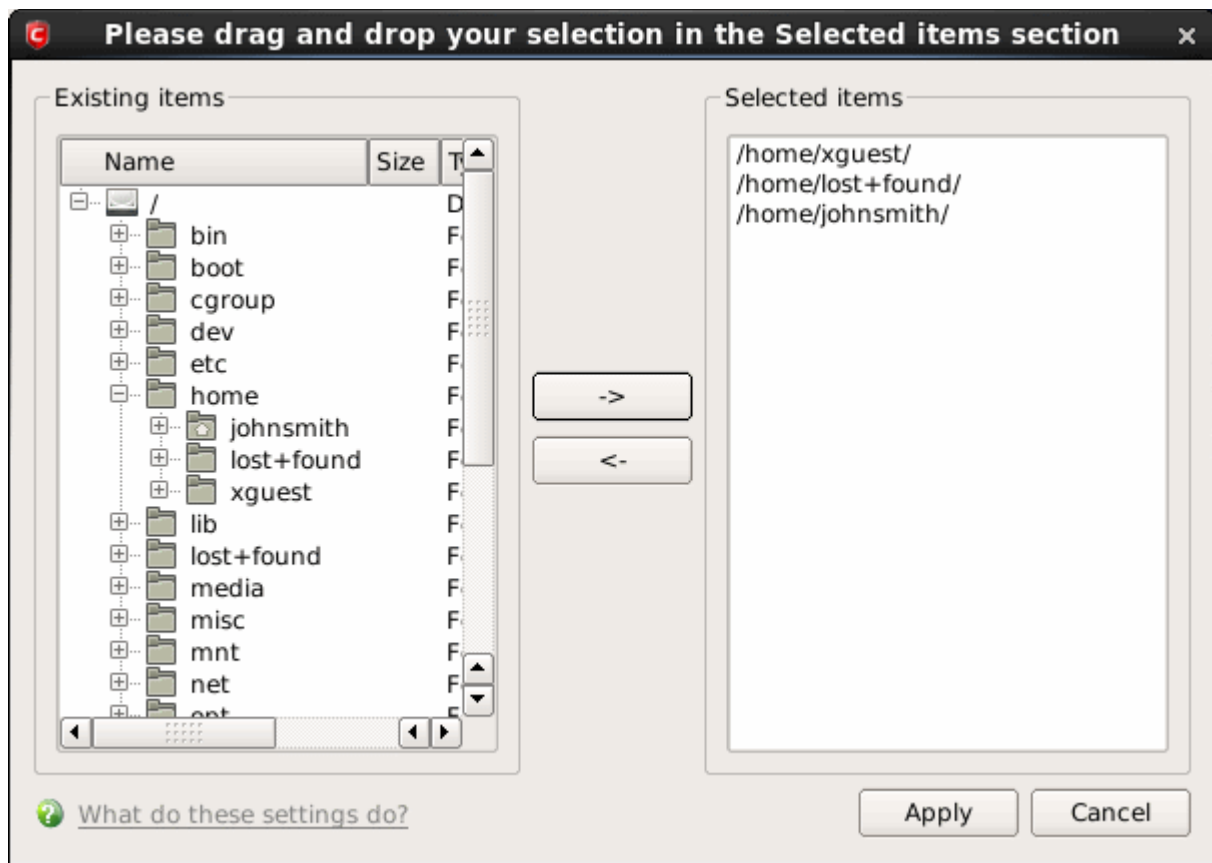 Please drag and drop your selection in the Selected items section
Existing items
Name Size
/ D
bin F
boot F
cgroup F
dev F
etc F
home F
johnsmith F
lost+found F
xguest F
lib F
lost+found F
media F
misc F
mnt F
net F
->
<-
Selected items
/home/xguest/
/home/lost+found/
/home/johnsmith/
What do these settings do?
Apply Cancel